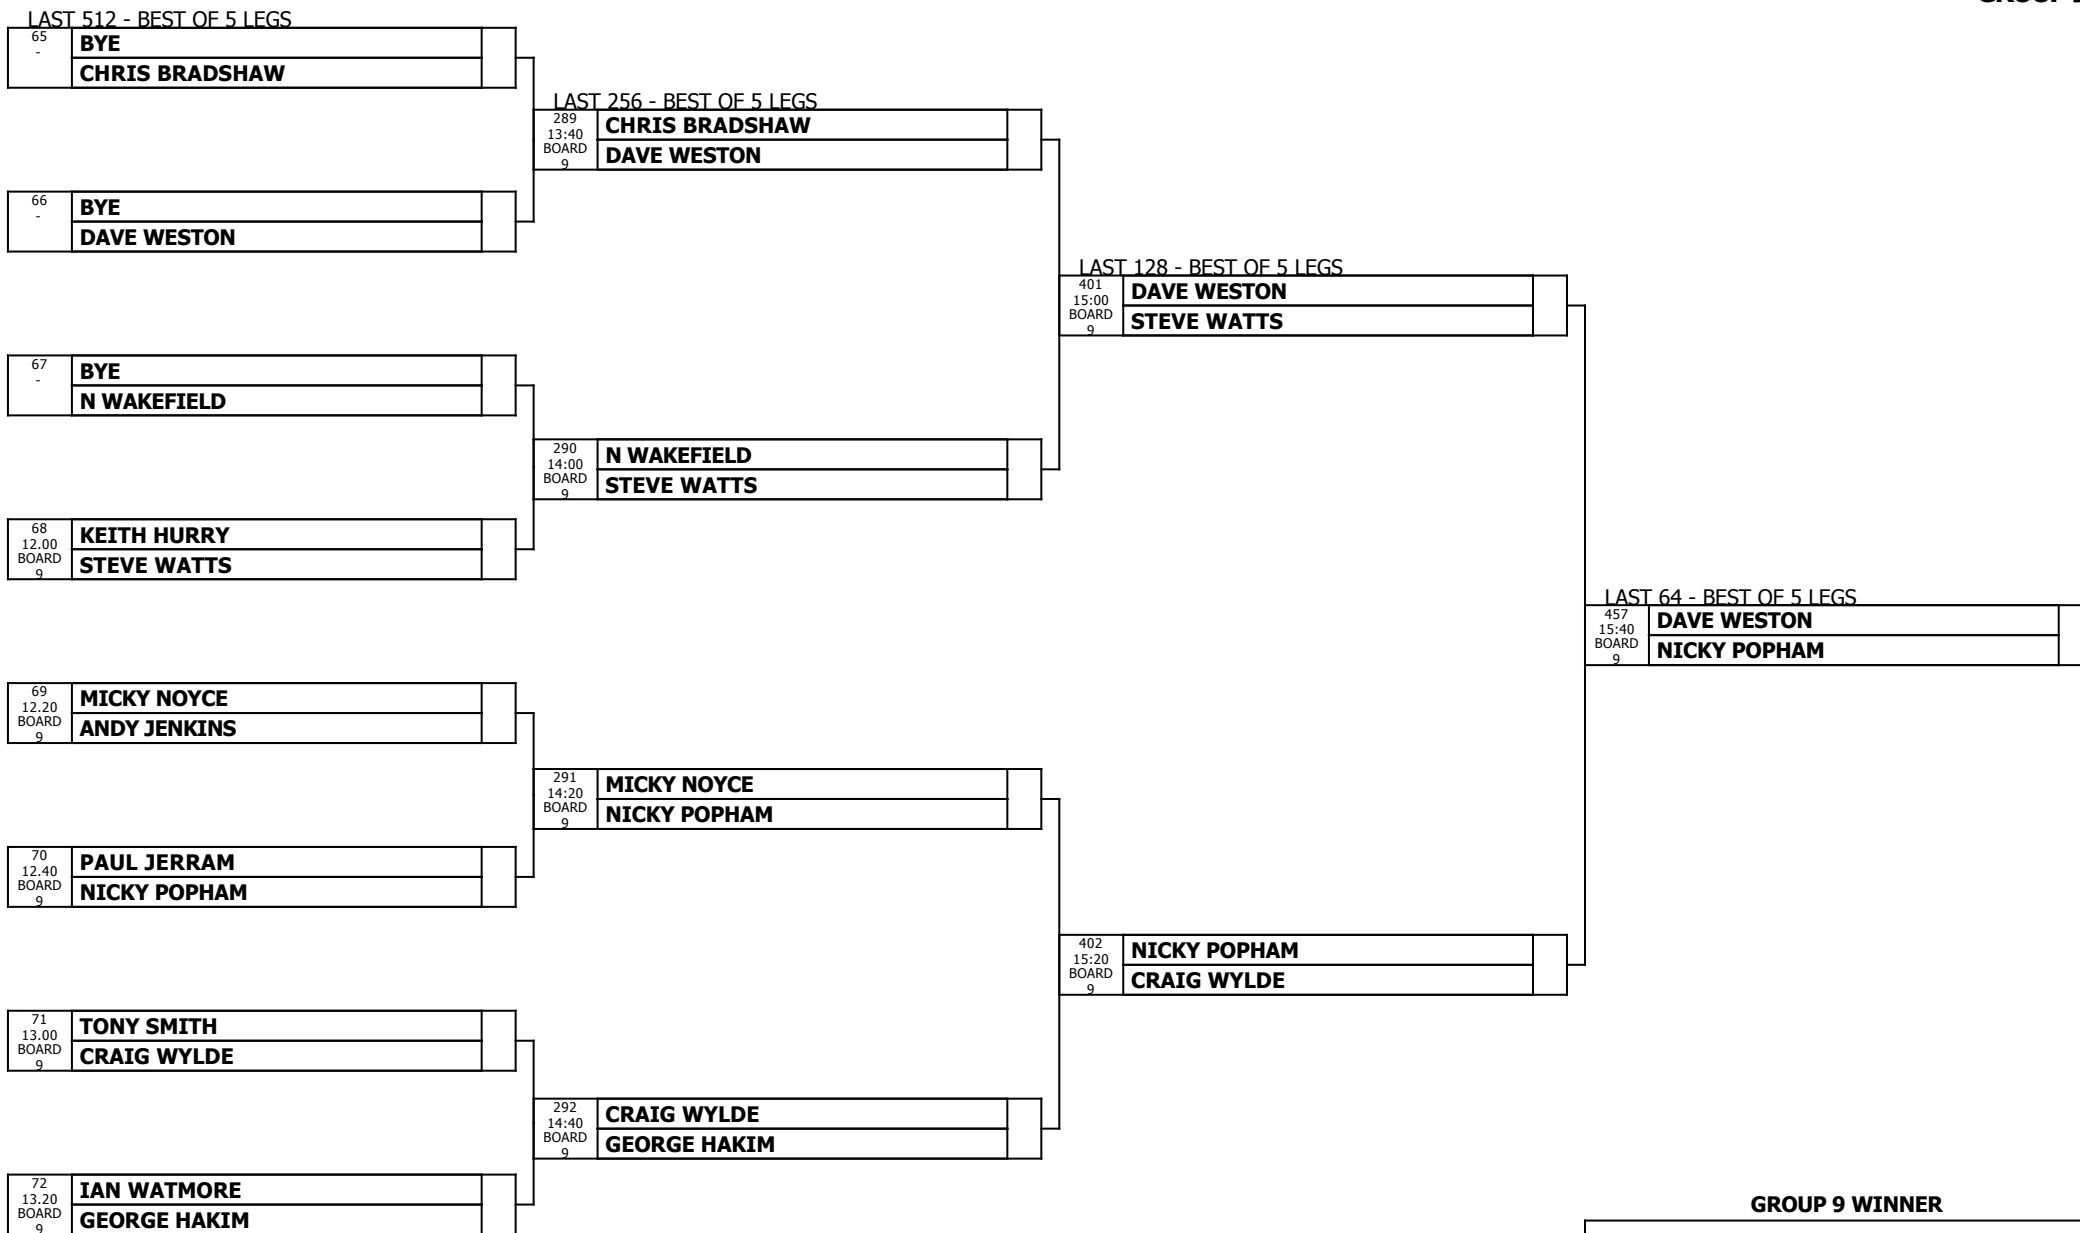 GROUP
LAST 512 - BEST OF 5 LEGS
65
-
BYE
CHRIS BRADSHAW
66
-
BYE
DAVE WESTON
67
-
BYE
N WAKEFIELD
68
12.00
BOARD
9
KEITH HURRY
STEVE WATTS
69
12.20
BOARD
9
MICKY NOYCE
ANDY JENKINS
70
12.40
BOARD
9
PAUL JERRAM
NICKY POPHAM
71
13.00
BOARD
9
TONY SMITH
CRAIG WYLDE
72
13.20
BOARD
9
IAN WATMORE
GEORGE HAKIM
LAST 256 - BEST OF 5 LEGS
289
13:40
BOARD
9
CHRIS BRADSHAW
DAVE WESTON
290
14:00
BOARD
9
N WAKEFIELD
STEVE WATTS
291
14:20
BOARD
9
MICKY NOYCE
NICKY POPHAM
292
14:40
BOARD
9
CRAIG WYLDE
GEORGE HAKIM
LAST 128 - BEST OF 5 LEGS
401
15:00
BOARD
9
DAVE WESTON
STEVE WATTS
402
15:20
BOARD
9
NICKY POPHAM
CRAIG WYLDE
LAST 64 - BEST OF 5 LEGS
457
15:40
BOARD
9
DAVE WESTON
NICKY POPHAM
GROUP 9 WINNER